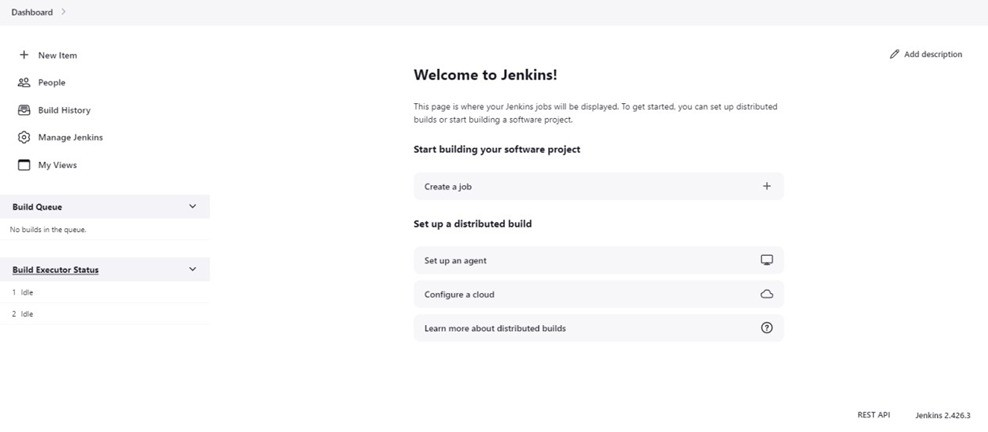 Dashboard
New Item
People
Build History
Manage Jenkins
My Views
Build Queue
No builds in the queue.
Build Executor Status
1 Idle
2 Idle
Add description
Welcome to Jenkins!
This page is where your Jenkins jobs will be displayed. To get started, you can set up distributed
builds or start building a software project.
Start building your software project
Create a job
Set up a distributed build
Set up an agent
Configure a cloud
Learn more about distributed builds
REST API
Jenkins 2.426.3